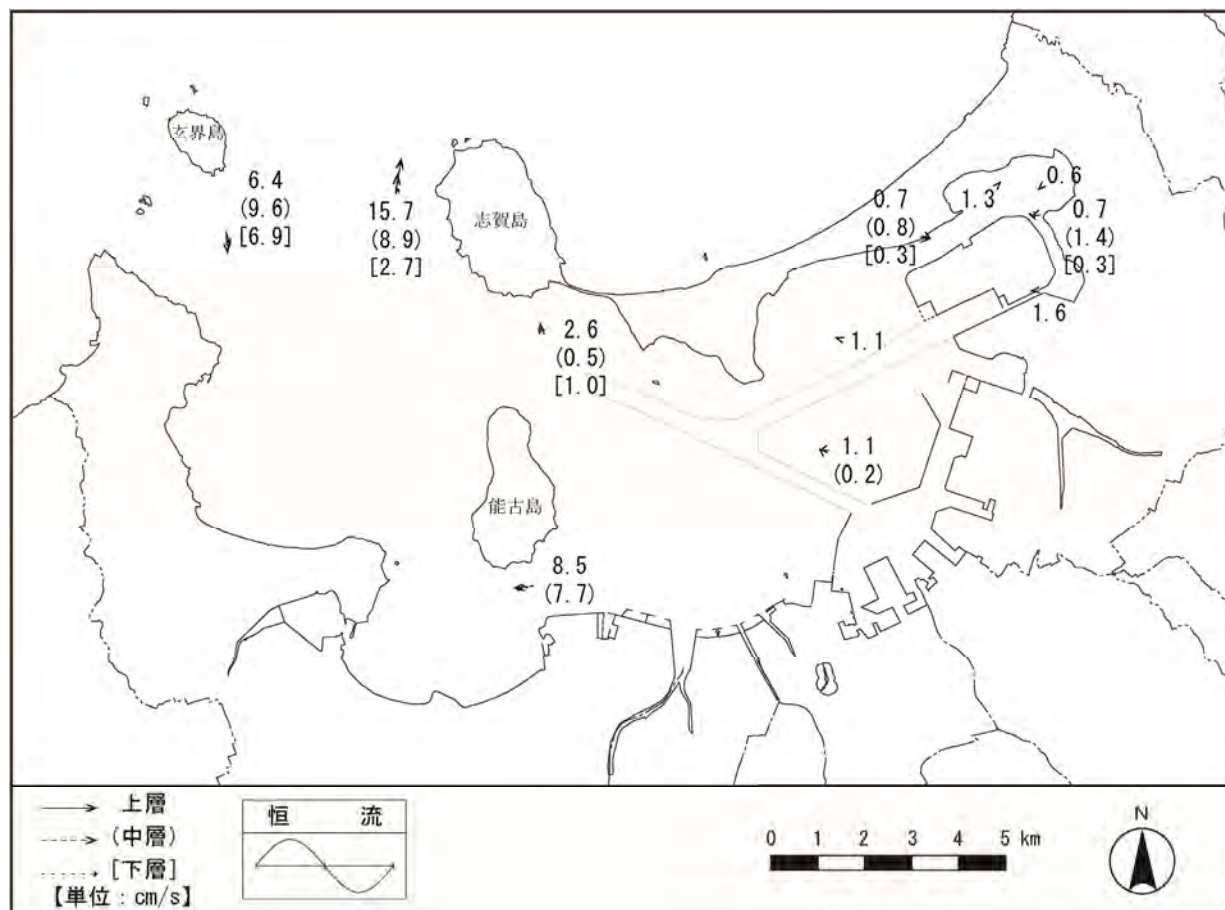 玄界島
6.4
(9.6)
[6.9]
15.7
(8.9)
[2.7]
志賀島
0.7
(0.8)
[0.3]
1.3
0.6
0.7
(1.4)
[0.3]
1.6
2.6
(0.5)
[1.0]
1.1
1.1
(0.2)
能古島
8.5
(7.7)
上層
(中層)
[下層]
【単位：cm/s】
恒 流
0 1 2 3 4 5 km
N